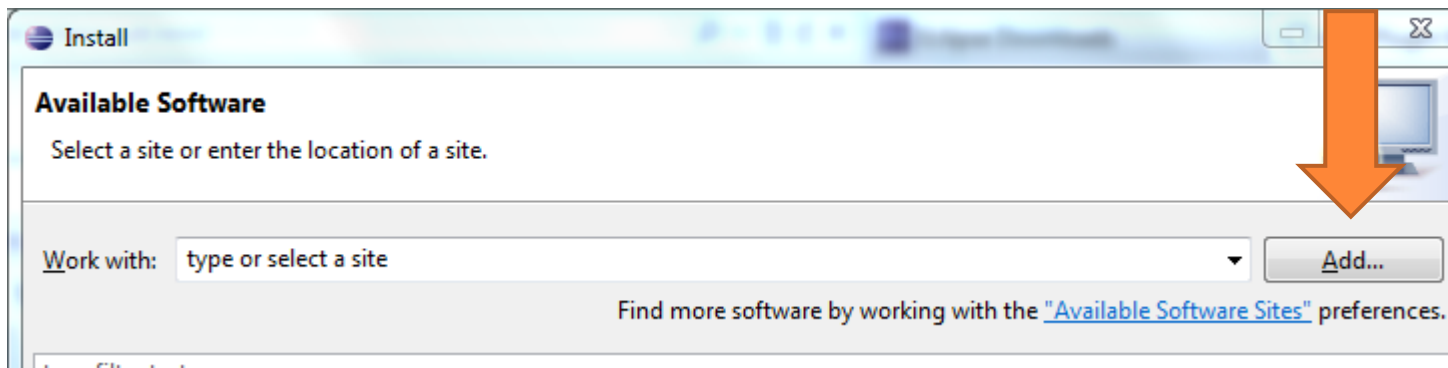 Install
Available Software
Select a site or enter the location of a site.
Work with: type or select a site Add...
Find more software by working with the "Available Software Sites" preferences.